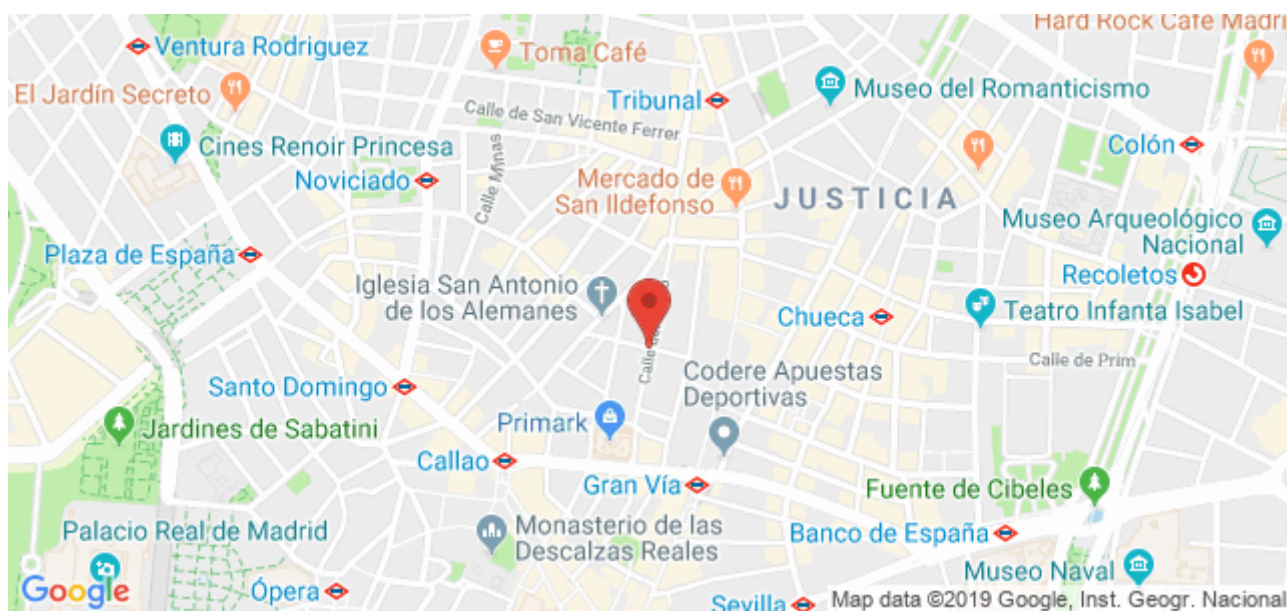 Hard Rock Cafe Madri
Ventura Rodriguez
Toma Café
El Jardín Secreto
Tribunal
Museo del Romanticismo
Calle de San Vicente Ferrer
Cines Renoir Princesa
Colón
Noviciado
Calle Minas
Mercado de
San Ildefonso
JUSTICIA
Museo Arqueológico
Nacional
Plaza de España
Iglesia San Antonio
de los Alemanes
Recoletos
Chueca
Teatro Infanta Isabel
Calle
Calle de Prim
Santo Domingo
Codere Apuestas
Deportivas
Primark
Jardines de Sabatini
Callao
Gran Vía
Fuente de Cibeles
Palacio Real de Madrid
Monasterio de las
Descalzas Reales
Banco de España
Museo Naval
Google
Ópera
Sevilla
Map data ©2019 Google, Inst. Geogr. Nacional